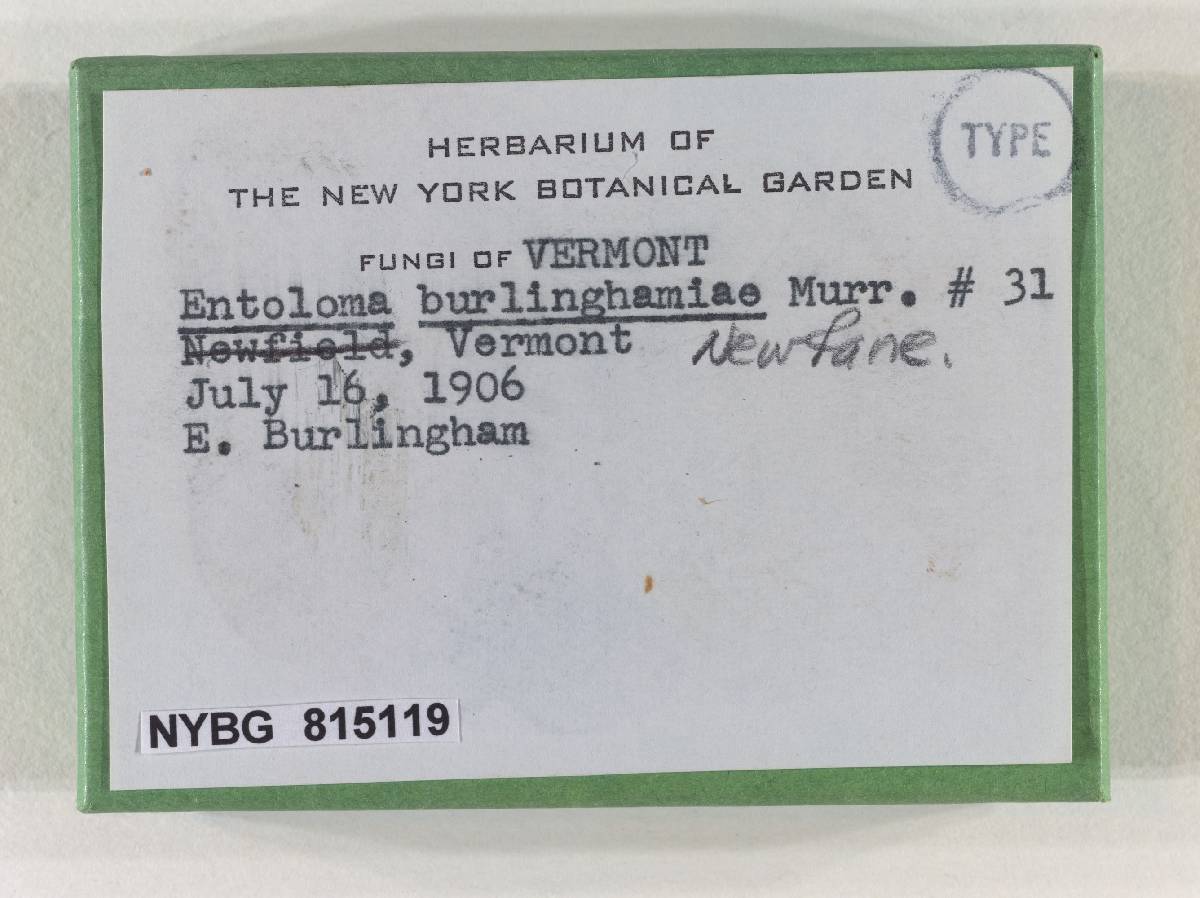 TYPE
HERBARIUM OF
THE NEW YORK BOTANICAL GARDEN
FUNGI OF VERMONT
Entoloma burlinghamiae Murr. # 31
Newfield, Vermont Newfane.
July 16, 1906
E. Burlingham
NYBG 815119